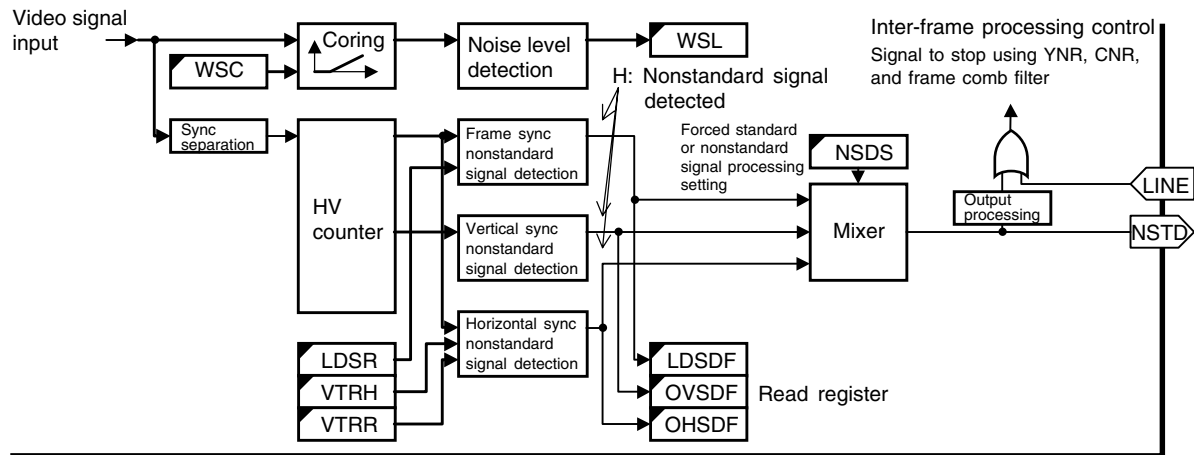 Video signal
input
WSC
Coring
Noise level
detection
WSL
Inter-frame processing control
Signal to stop using YNR, CNR,
and frame comb filter
H: Nonstandard signal
detected
Sync
separation
HV
counter
Frame sync
nonstandard
signal detection
Forced standard
or nonstandard
signal processing
setting
NSDS
Mixer
Output
processing
LINE
NSTD
Vertical sync
nonstandard
signal detection
Horizontal sync
nonstandard
signal detection
LDSR
VTRH
VTRR
LDSDF
OVSDF
OHSDF
Read register